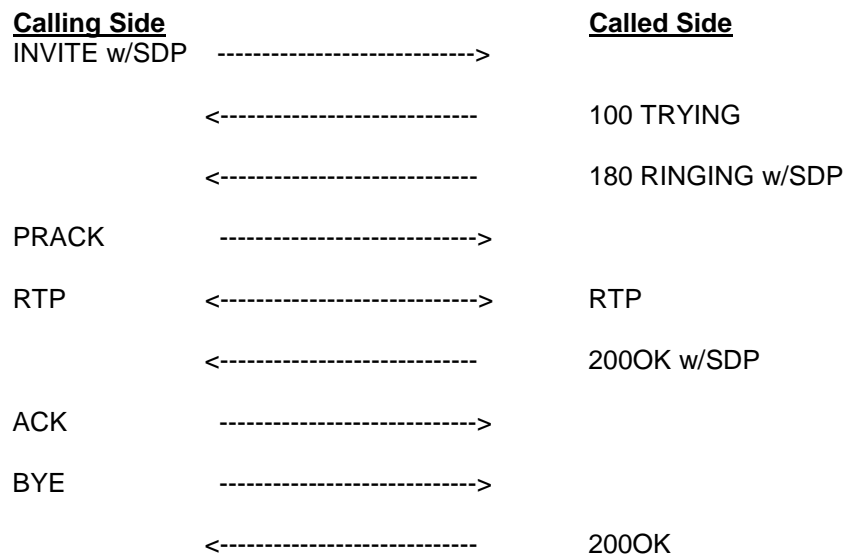 Calling Side Called Side
INVITE w/SDP ----------------------------->
<----------------------------- 100 TRYING
<----------------------------- 180 RINGING w/SDP
PRACK ----------------------------->
RTP <-----------------------------> RTP
<----------------------------- 200OK w/SDP
ACK ----------------------------->
BYE ----------------------------->
<----------------------------- 200OK